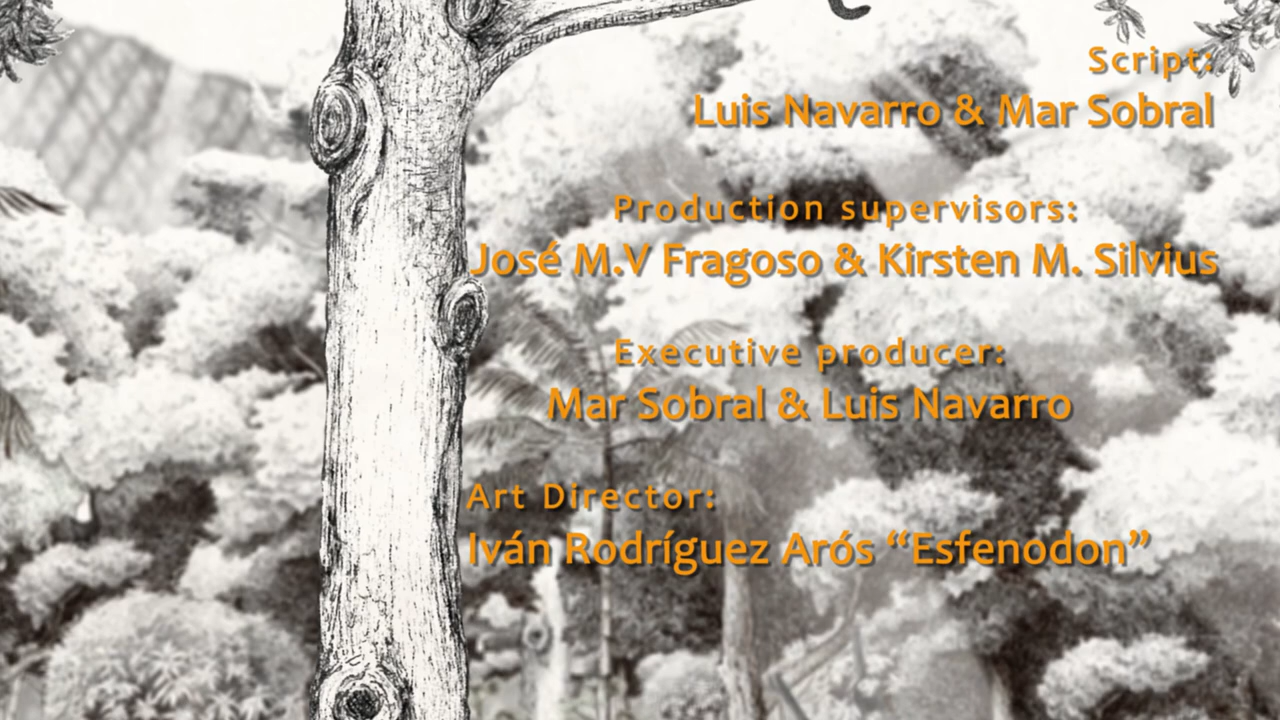 Script:
Luis Navarro & Mar Sobral
Production supervisors:
José M.V Fragoso & Kirsten M. Silvius
Executive producer:
Mar Sobral & Luis Navarro
Art Director:
Iván Rodríguez Arós “Esfenodon”